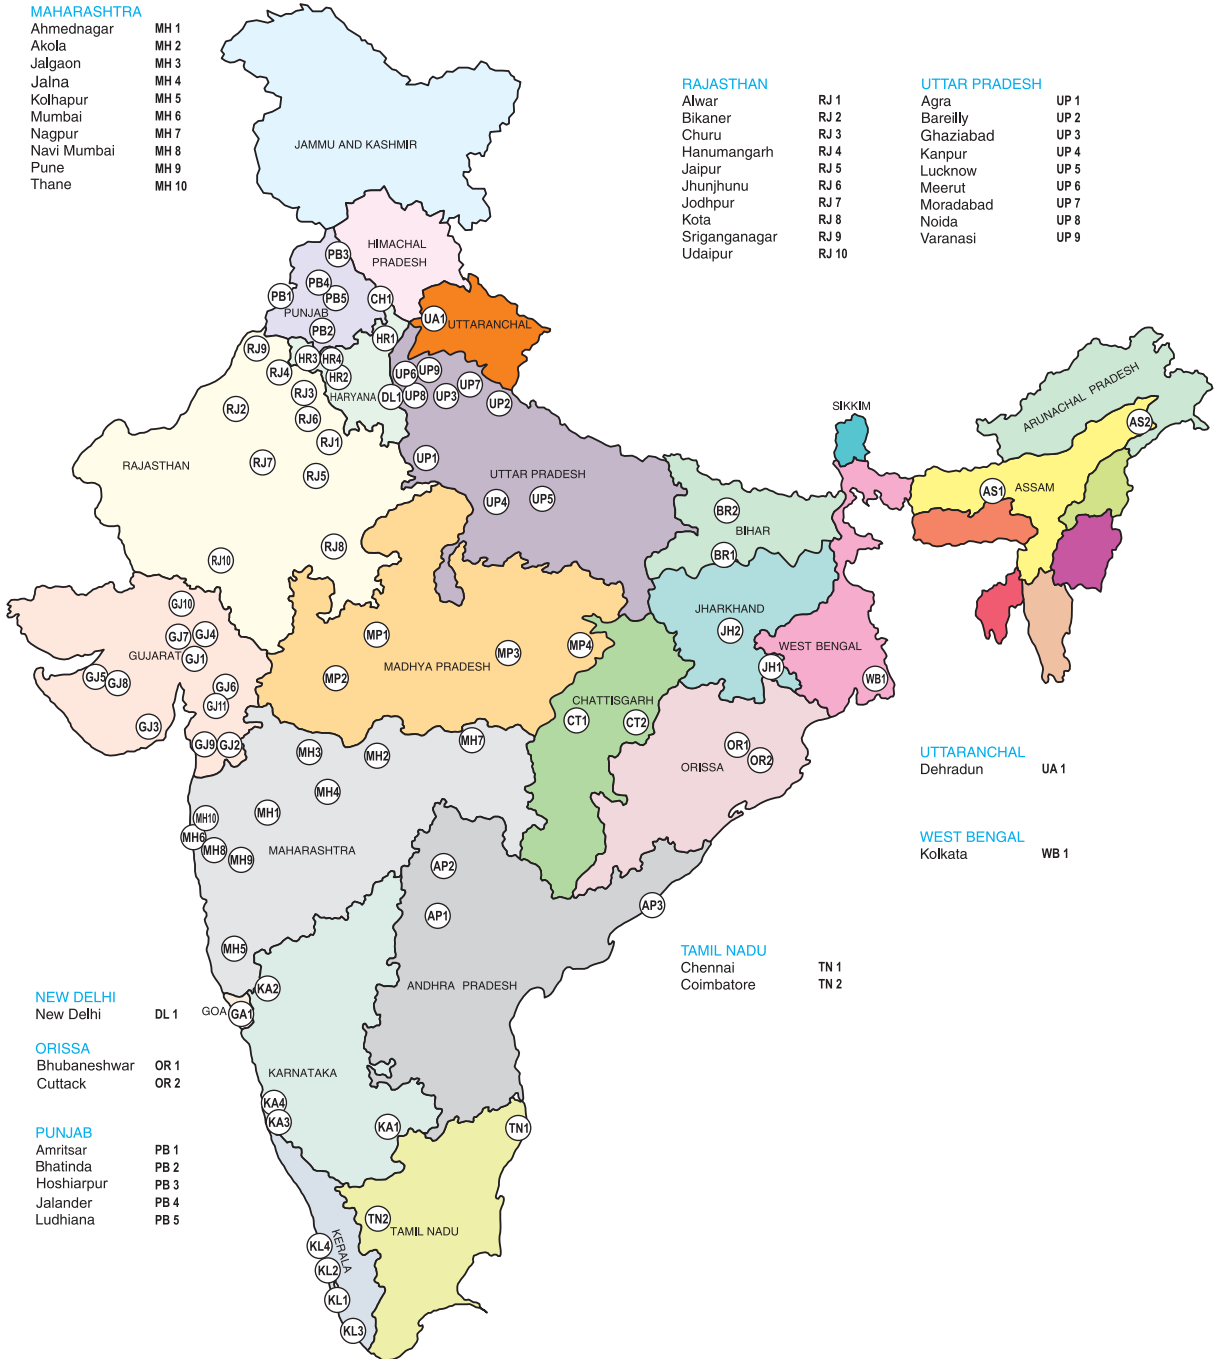 MAHARASHTRA
Ahmednagar MH 1
Akola MH 2
Jalgaon MH 3
Jalna MH 4
Kolhapur MH 5
Mumbai MH 6
Nagpur MH 7
Navi Mumbai MH 8
Pune MH 9
Thane MH 10
RAJASTHAN
Alwar RJ 1
Bikaner RJ 2
Churu RJ 3
Hanumangarh RJ 4
Jaipur RJ 5
Jhunjhunu RJ 6
Jodhpur RJ 7
Kota RJ 8
Sriganganagar RJ 9
Udaipur RJ 10
UTTAR PRADESH
Agra UP 1
Bareilly UP 2
Ghaziabad UP 3
Kanpur UP 4
Lucknow UP 5
Meerut UP 6
Moradabad UP 7
Noida UP 8
Varanasi UP 9
JAMMU AND KASHMIR
HIMACHAL
PRADESH
PB3
PB4
PB1
PB5
CH1
PUNJAB
PB2
UA1
UTTARANCHAL
HR1
RJ9
HR3
HR4
RJ4
HR2
UP6
UP9
UP7
HARYANA
DL1
UP8
UP3
UP2
RJ3
RJ2
RJ6
RJ1
RAJASTHAN
RJ7
RJ5
UP1
UTTAR PRADESH
UP4
UP5
RJ8
RJ10
SIKKIM
ARUNACHAL PRADESH
AS2
AS1
ASSAM
BR2
BIHAR
BR1
JHARKHAND
JH2
JH1
WEST BENGAL
WB1
GJ10
GJ7
GJ4
GUJARAT
GJ1
GJ5
GJ8
GJ6
GJ11
GJ3
GJ9
GJ2
MP1
MP3
MP4
MADHYA PRADESH
MP2
CHATTISGARH
CT1
CT2
OR1
OR2
ORISSA
MH3
MH2
MH7
MH4
MH1
MH10
MH6
MH8
MH9
MAHARASHTRA
MH5
AP2
AP1
AP3
ANDHRA PRADESH
KA2
GOA
GA1
KARNATAKA
KA4
KA3
KA1
TN1
TN2
TAMIL NADU
KERALA
KL4
KL2
KL1
KL3
UTTARANCHAL
Dehradun UA 1
WEST BENGAL
Kolkata WB 1
TAMIL NADU
Chennai TN 1
Coimbatore TN 2
NEW DELHI
New Delhi DL 1
ORISSA
Bhubaneshwar OR 1
Cuttack OR 2
PUNJAB
Amritsar PB 1
Bhatinda PB 2
Hoshiarpur PB 3
Jalander PB 4
Ludhiana PB 5